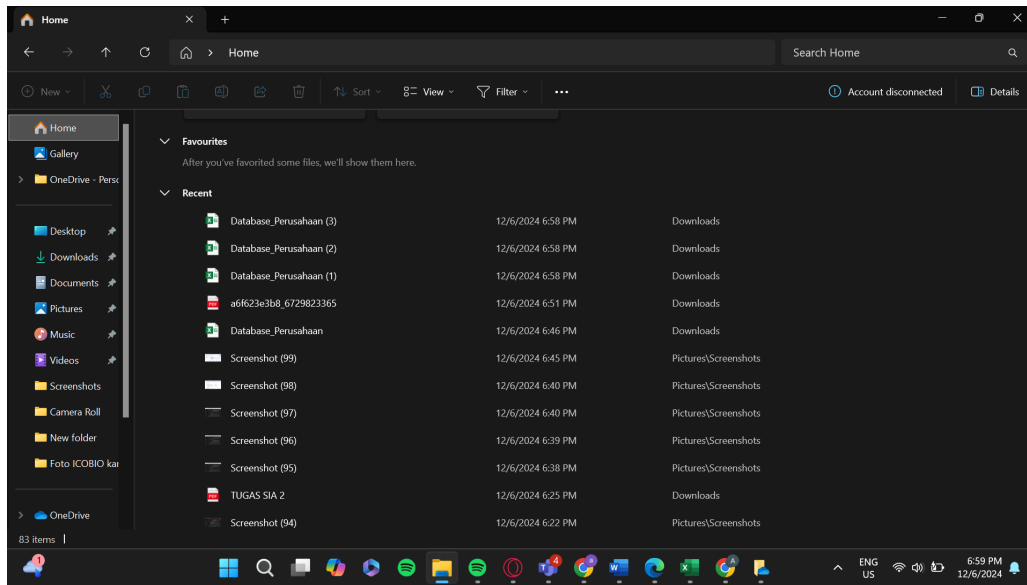 Home
Home
Search Home
New
Sort
View
Filter
Account disconnected
Details
Home
Gallery
OneDrive - Perso
Desktop
Downloads
Documents
Pictures
Music
Videos
Screenshots
Camera Roll
New folder
Foto ICOBIO kar
OneDrive
Favourites
After you've favorited some files, we'll show them here.
Recent
Database_Perusahaan (3) 12/6/2024 6:58 PM Downloads
Database_Perusahaan (2) 12/6/2024 6:58 PM Downloads
Database_Perusahaan (1) 12/6/2024 6:58 PM Downloads
a6f623e3b8_6729823365 12/6/2024 6:51 PM Downloads
Database_Perusahaan 12/6/2024 6:46 PM Downloads
Screenshot (99) 12/6/2024 6:45 PM Pictures\Screenshots
Screenshot (98) 12/6/2024 6:40 PM Pictures\Screenshots
Screenshot (97) 12/6/2024 6:40 PM Pictures\Screenshots
Screenshot (96) 12/6/2024 6:39 PM Pictures\Screenshots
Screenshot (95) 12/6/2024 6:38 PM Pictures\Screenshots
TUGAS SIA 2 12/6/2024 6:25 PM Downloads
Screenshot (94) 12/6/2024 6:22 PM Pictures\Screenshots
83 items
1
4
ENG
US
6:59 PM
12/6/2024